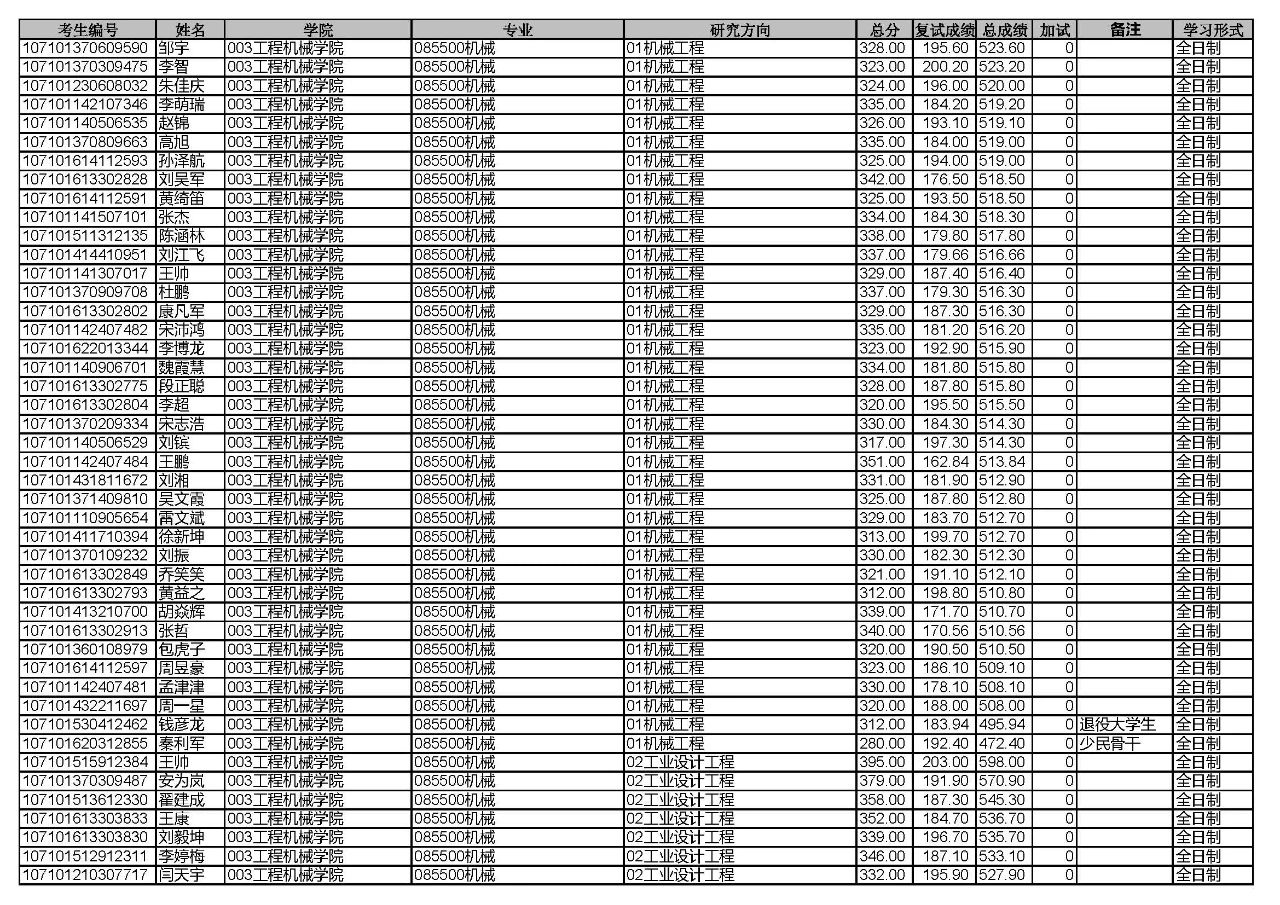 考生编号 姓名 学院 专业 研究方向 总分 复试成绩 总成绩 加试 备注 学习形式
107101370609590 邹宇 003工程机械学院 085500机械 01机械工程 328.00 195.60 523.60 0 全日制
107101370309475 李智 003工程机械学院 085500机械 01机械工程 323.00 200.20 523.20 0 全日制
107101230608032 朱佳庆 003工程机械学院 085500机械 01机械工程 324.00 196.00 520.00 0 全日制
107101142107346 李萌瑞 003工程机械学院 085500机械 01机械工程 335.00 184.20 519.20 0 全日制
107101140506535 赵锦 003工程机械学院 085500机械 01机械工程 326.00 193.10 519.10 0 全日制
107101370809663 高旭 003工程机械学院 085500机械 01机械工程 335.00 184.00 519.00 0 全日制
107101614112593 孙泽航 003工程机械学院 085500机械 01机械工程 325.00 194.00 519.00 0 全日制
107101613302828 刘吴军 003工程机械学院 085500机械 01机械工程 342.00 176.50 518.50 0 全日制
107101614112591 黄绮笛 003工程机械学院 085500机械 01机械工程 325.00 193.50 518.50 0 全日制
107101141507101 张杰 003工程机械学院 085500机械 01机械工程 334.00 184.30 518.30 0 全日制
107101511312135 陈涵林 003工程机械学院 085500机械 01机械工程 338.00 179.80 517.80 0 全日制
107101414410951 刘江飞 003工程机械学院 085500机械 01机械工程 337.00 179.66 516.66 0 全日制
107101141307017 王帅 003工程机械学院 085500机械 01机械工程 329.00 187.40 516.40 0 全日制
107101370909708 杜鹏 003工程机械学院 085500机械 01机械工程 337.00 179.30 516.30 0 全日制
107101613302802 康凡军 003工程机械学院 085500机械 01机械工程 329.00 187.30 516.30 0 全日制
107101142407482 宋沛鸿 003工程机械学院 085500机械 01机械工程 335.00 181.20 516.20 0 全日制
107101622013344 李博龙 003工程机械学院 085500机械 01机械工程 323.00 192.90 515.90 0 全日制
107101140906701 魏霞慧 003工程机械学院 085500机械 01机械工程 334.00 181.80 515.80 0 全日制
107101613302775 段正聪 003工程机械学院 085500机械 01机械工程 328.00 187.80 515.80 0 全日制
107101613302804 李超 003工程机械学院 085500机械 01机械工程 320.00 195.50 515.50 0 全日制
107101370209334 宋志浩 003工程机械学院 085500机械 01机械工程 330.00 184.30 514.30 0 全日制
107101140506529 刘镔 003工程机械学院 085500机械 01机械工程 317.00 197.30 514.30 0 全日制
107101142407484 王鹏 003工程机械学院 085500机械 01机械工程 351.00 162.84 513.84 0 全日制
107101431811672 刘湘 003工程机械学院 085500机械 01机械工程 331.00 181.90 512.90 0 全日制
107101371409810 吴文霞 003工程机械学院 085500机械 01机械工程 325.00 187.80 512.80 0 全日制
107101110905654 雷文斌 003工程机械学院 085500机械 01机械工程 329.00 183.70 512.70 0 全日制
107101411710394 徐新坤 003工程机械学院 085500机械 01机械工程 313.00 199.70 512.70 0 全日制
107101370109232 刘振 003工程机械学院 085500机械 01机械工程 330.00 182.30 512.30 0 全日制
107101613302849 乔笑笑 003工程机械学院 085500机械 01机械工程 321.00 191.10 512.10 0 全日制
107101613302793 黄益之 003工程机械学院 085500机械 01机械工程 312.00 198.80 510.80 0 全日制
107101413210700 胡焱辉 003工程机械学院 085500机械 01机械工程 339.00 171.70 510.70 0 全日制
107101613302913 张哲 003工程机械学院 085500机械 01机械工程 340.00 170.56 510.56 0 全日制
107101360108979 包虎子 003工程机械学院 085500机械 01机械工程 320.00 190.50 510.50 0 全日制
107101614112597 周昱豪 003工程机械学院 085500机械 01机械工程 323.00 186.10 509.10 0 全日制
107101142407481 孟津津 003工程机械学院 085500机械 01机械工程 330.00 178.10 508.10 0 全日制
107101432211697 周一星 003工程机械学院 085500机械 01机械工程 320.00 188.00 508.00 0 全日制
107101530412462 钱彦龙 003工程机械学院 085500机械 01机械工程 312.00 183.94 495.94 0 退役大学生 全日制
107101620312855 秦利军 003工程机械学院 085500机械 01机械工程 280.00 192.40 472.40 0 少民骨干 全日制
107101515912384 王帅 003工程机械学院 085500机械 02工业设计工程 395.00 203.00 598.00 0 全日制
107101370309487 安为岚 003工程机械学院 085500机械 02工业设计工程 379.00 191.90 570.90 0 全日制
107101513612330 翟建成 003工程机械学院 085500机械 02工业设计工程 358.00 187.30 545.30 0 全日制
107101613303833 王康 003工程机械学院 085500机械 02工业设计工程 352.00 184.70 536.70 0 全日制
107101613303830 刘毅坤 003工程机械学院 085500机械 02工业设计工程 339.00 196.70 535.70 0 全日制
107101512912311 李婷梅 003工程机械学院 085500机械 02工业设计工程 346.00 187.10 533.10 0 全日制
107101210307717 闫天宇 003工程机械学院 085500机械 02工业设计工程 332.00 195.90 527.90 0 全日制